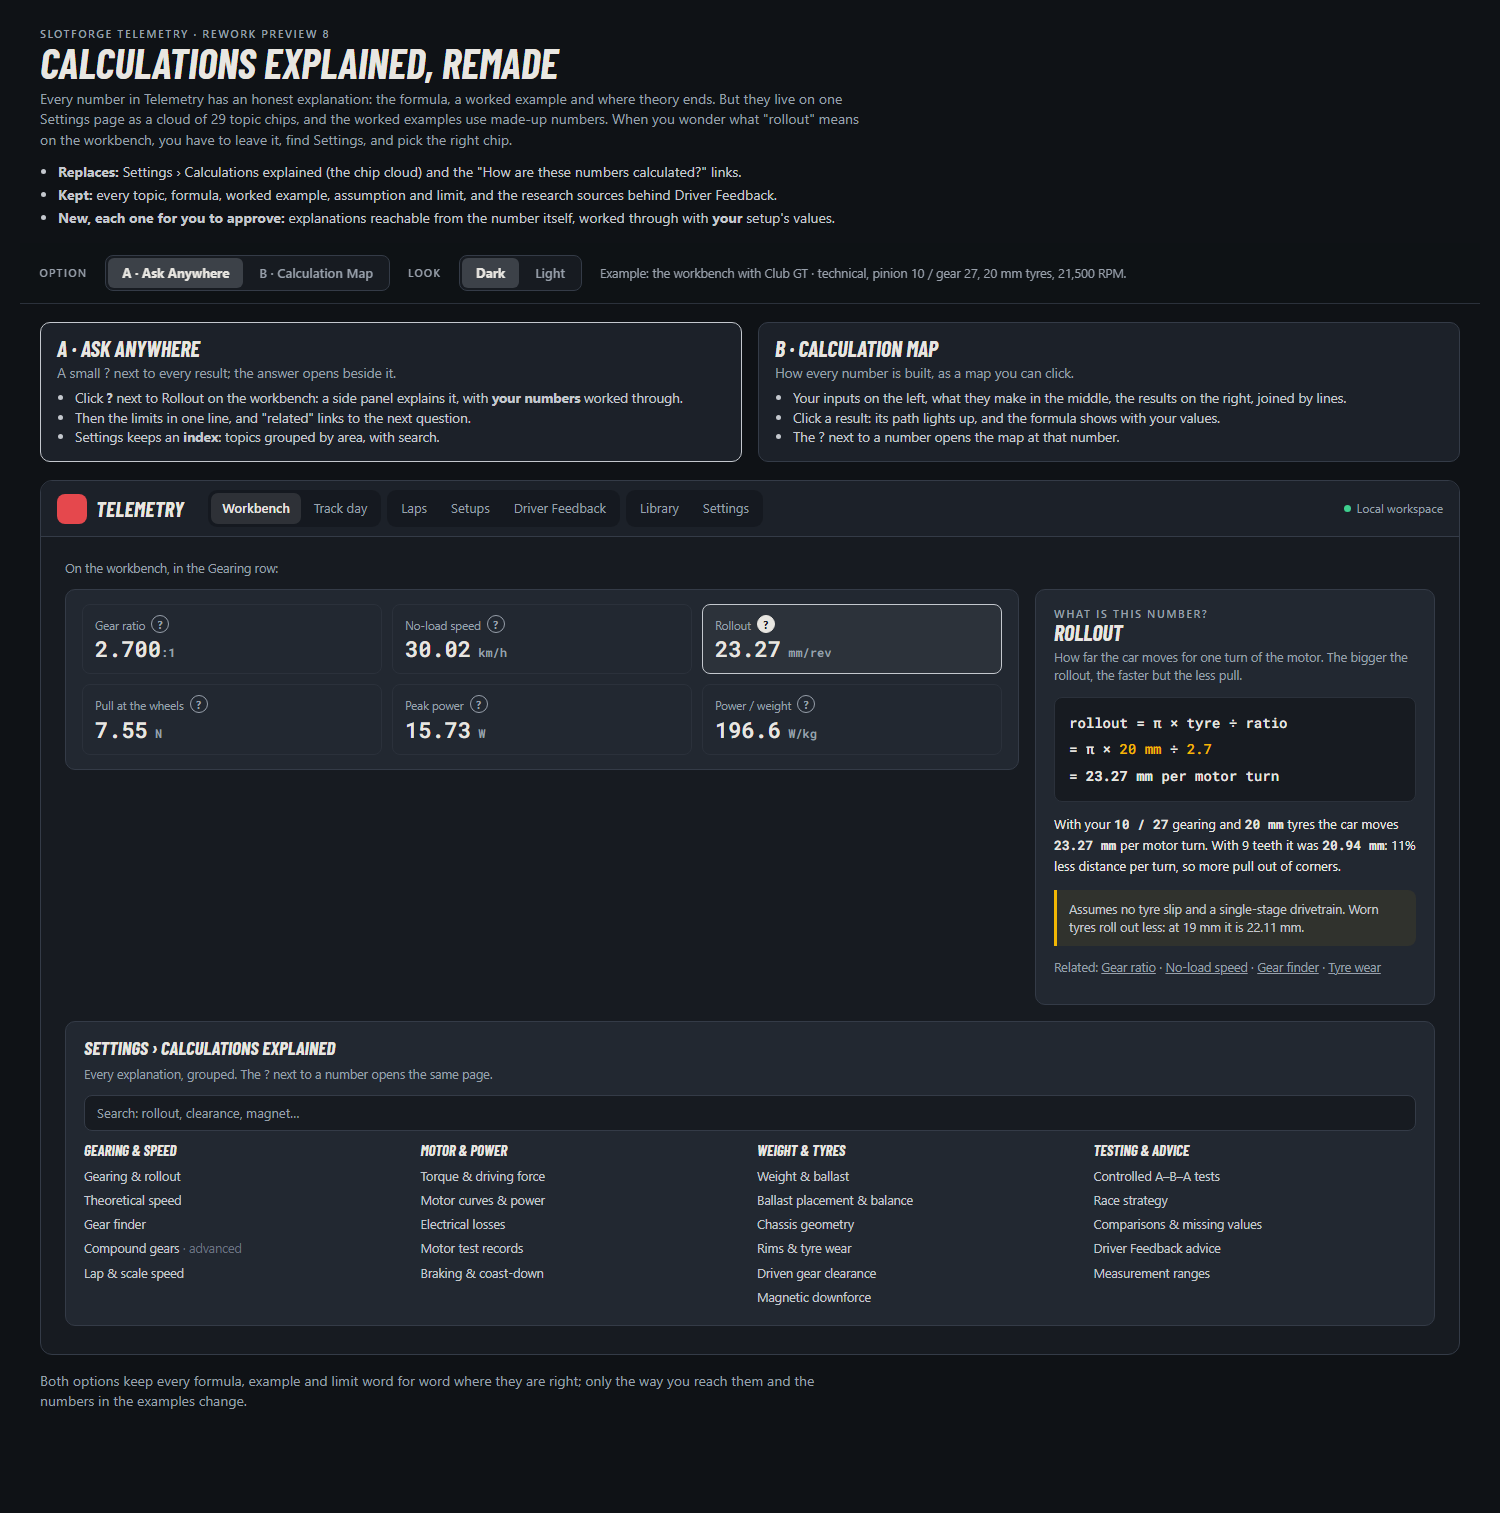 SLOTFORGE TELEMETRY · REWORK PREVIEW 8
CALCULATIONS EXPLAINED, REMADE
Every number in Telemetry has an honest explanation: the formula, a worked example and where theory ends. But they live on one
Settings page as a cloud of 29 topic chips, and the worked examples use made-up numbers. When you wonder what "rollout" means
on the workbench, you have to leave it, find Settings, and pick the right chip.
• Replaces: Settings › Calculations explained (the chip cloud) and the "How are these numbers calculated?" links.
• Kept: every topic, formula, worked example, assumption and limit, and the research sources behind Driver Feedback.
• New, each one for you to approve: explanations reachable from the number itself, worked through with your setup's values.
OPTION A · Ask Anywhere B · Calculation Map LOOK Dark Light Example: the workbench with Club GT · technical, pinion 10 / gear 27, 20 mm tyres, 21,500 RPM.
A · ASK ANYWHERE
A small ? next to every result; the answer opens beside it.
• Click ? next to Rollout on the workbench: a side panel explains it, with your numbers worked through.
• Then the limits in one line, and "related" links to the next question.
• Settings keeps an index: topics grouped by area, with search.
B · CALCULATION MAP
How every number is built, as a map you can click.
• Your inputs on the left, what they make in the middle, the results on the right, joined by lines.
• Click a result: its path lights up, and the formula shows with your values.
• The ? next to a number opens the map at that number.
TELEMETRY Workbench Track day Laps Setups Driver Feedback Library Settings Local workspace
On the workbench, in the Gearing row:
Gear ratio ?
2.700:1
No-load speed ?
30.02 km/h
Rollout ?
23.27 mm/rev
Pull at the wheels ?
7.55 N
Peak power ?
15.73 W
Power / weight ?
196.6 W/kg
WHAT IS THIS NUMBER?
ROLLOUT
How far the car moves for one turn of the motor. The bigger the
rollout, the faster but the less pull.
rollout = π × tyre ÷ ratio
= π × 20 mm ÷ 2.7
= 23.27 mm per motor turn
With your 10 / 27 gearing and 20 mm tyres the car moves
23.27 mm per motor turn. With 9 teeth it was 20.94 mm: 11%
less distance per turn, so more pull out of corners.
Assumes no tyre slip and a single-stage drivetrain. Worn
tyres roll out less: at 19 mm it is 22.11 mm.
Related: Gear ratio · No-load speed · Gear finder · Tyre wear
SETTINGS › CALCULATIONS EXPLAINED
Every explanation, grouped. The ? next to a number opens the same page.
Search: rollout, clearance, magnet...
GEARING & SPEED
Gearing & rollout
Theoretical speed
Gear finder
Compound gears · advanced
Lap & scale speed
MOTOR & POWER
Torque & driving force
Motor curves & power
Electrical losses
Motor test records
Braking & coast-down
WEIGHT & TYRES
Weight & ballast
Ballast placement & balance
Chassis geometry
Rims & tyre wear
Driven gear clearance
Magnetic downforce
TESTING & ADVICE
Controlled A–B–A tests
Race strategy
Comparisons & missing values
Driver Feedback advice
Measurement ranges
Both options keep every formula, example and limit word for word where they are right; only the way you reach them and the
numbers in the examples change.